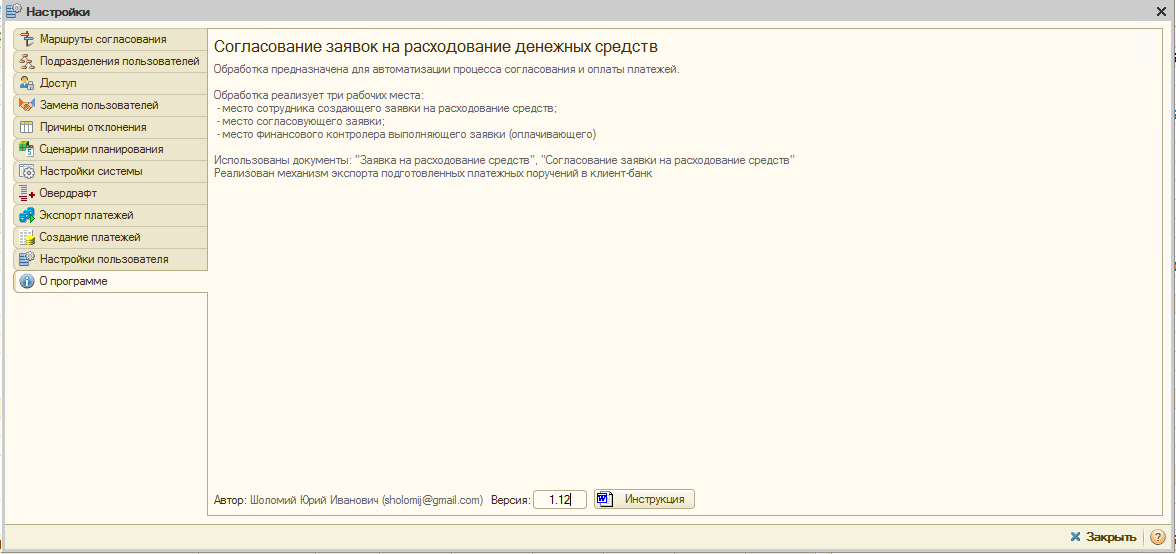 Настройки
Маршруты согласования
Подразделения пользователей
Доступ
Замена пользователей
Причины отклонения
Сценарии планирования
Настройки системы
Овердрафт
Экспорт платежей
Создание платежей
Настройки пользователя
О программе
Согласование заявок на расходование денежных средств
Обработка предназначена для автоматизации процесса согласования и оплаты платежей.
Обработка реализует три рабочих места:
- место сотрудника создающего заявки на расходование средств;
- место согласовующего заявки;
- место финансового контролера выполняющего заявки (оплачивающего)
Использованы документы: "Заявка на расходование средств", "Согласование заявки на расходование средств"
Реализован механизм экспорта подготовленных платежных поручений в клиент-банк
Автор: Шоломий Юрий Иванович (sholomij@gmail.com) Версия: 1.12 Инструкция
Закрыть ?